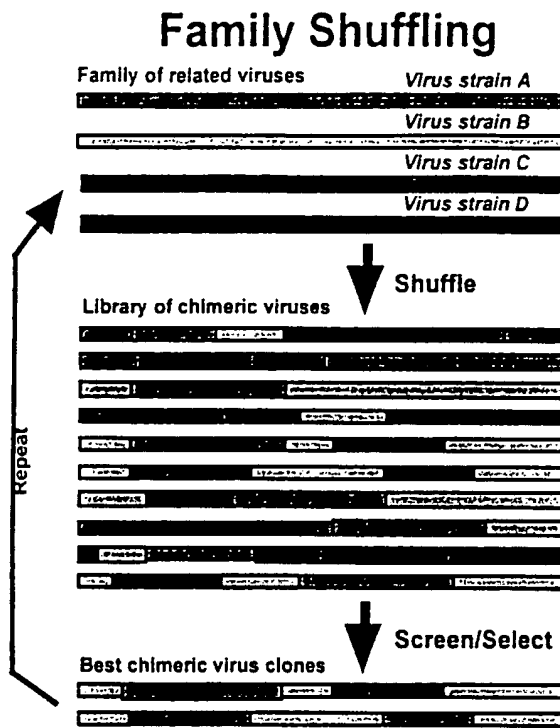 Family Shuffling
Family of related viruses
Virus strain A
Virus strain B
Virus strain C
Virus strain D
Shuffle
Library of chimeric viruses
Repeat
Screen/Select
Best chimeric virus clones